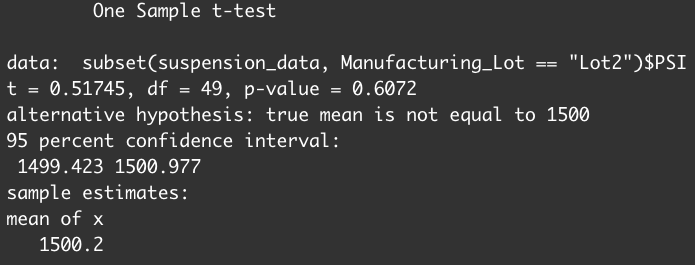 One Sample t-test
data:  subset(suspension_data, Manufacturing_Lot == "Lot2")$PSI
t = 0.51745, df = 49, p-value = 0.6072
alternative hypothesis: true mean is not equal to 1500
95 percent confidence interval:
 1499.423 1500.977
sample estimates:
mean of x
   1500.2